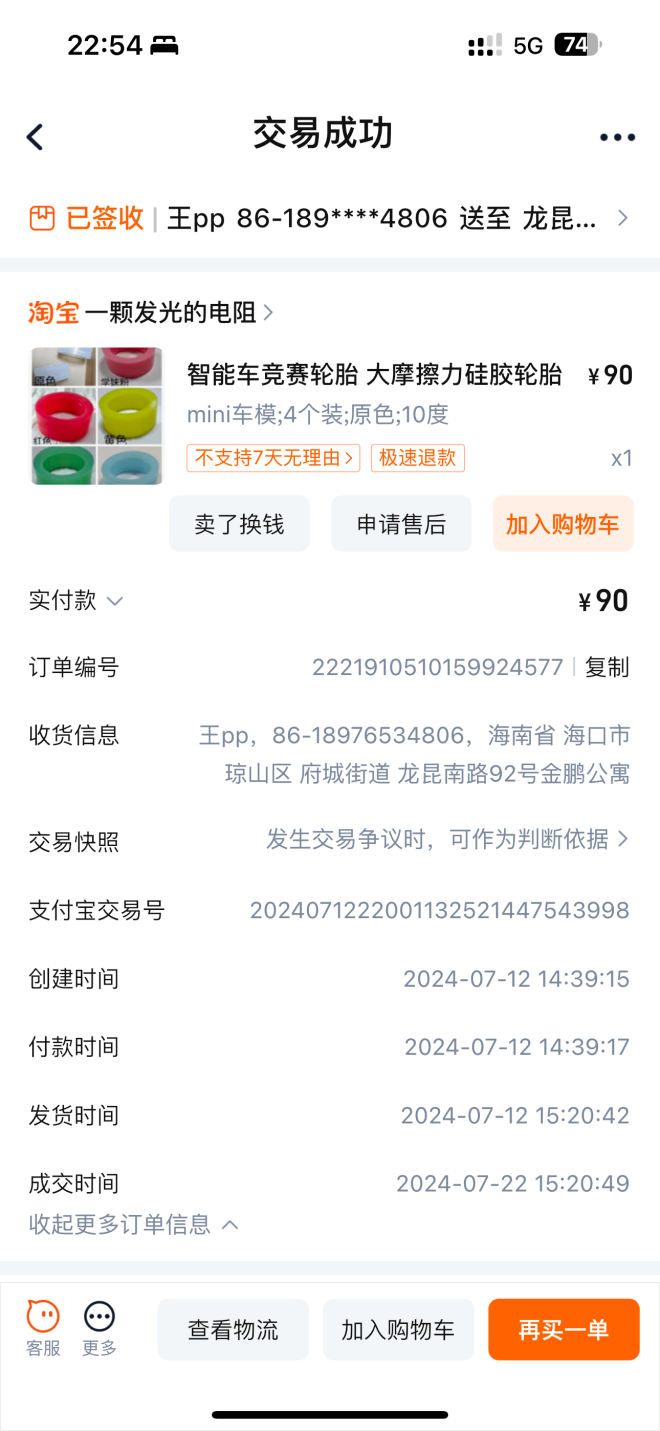 22:54 5G 74
交易成功
已签收 | 王pp 86-189****4806 送至 龙昆...
淘宝 一颗发光的电阻
智能车竞赛轮胎 大摩擦力硅胶轮胎 ¥90
mini车模;4个装;原色;10度
不支持7天无理由 极速退款 x1
原色
红色 黄色
卖了换钱 申请售后 加入购物车
实付款 ¥90
订单编号 2221910510159924577 | 复制
收货信息 王pp，86-18976534806，海南省 海口市
琼山区 府城街道 龙昆南路92号金鹏公寓
交易快照 发生交易争议时，可作为判断依据
支付宝交易号 2024071222001132521447543998
创建时间 2024-07-12 14:39:15
付款时间 2024-07-12 14:39:17
发货时间 2024-07-12 15:20:42
成交时间 2024-07-22 15:20:49
收起更多订单信息
客服 更多 查看物流 加入购物车 再买一单